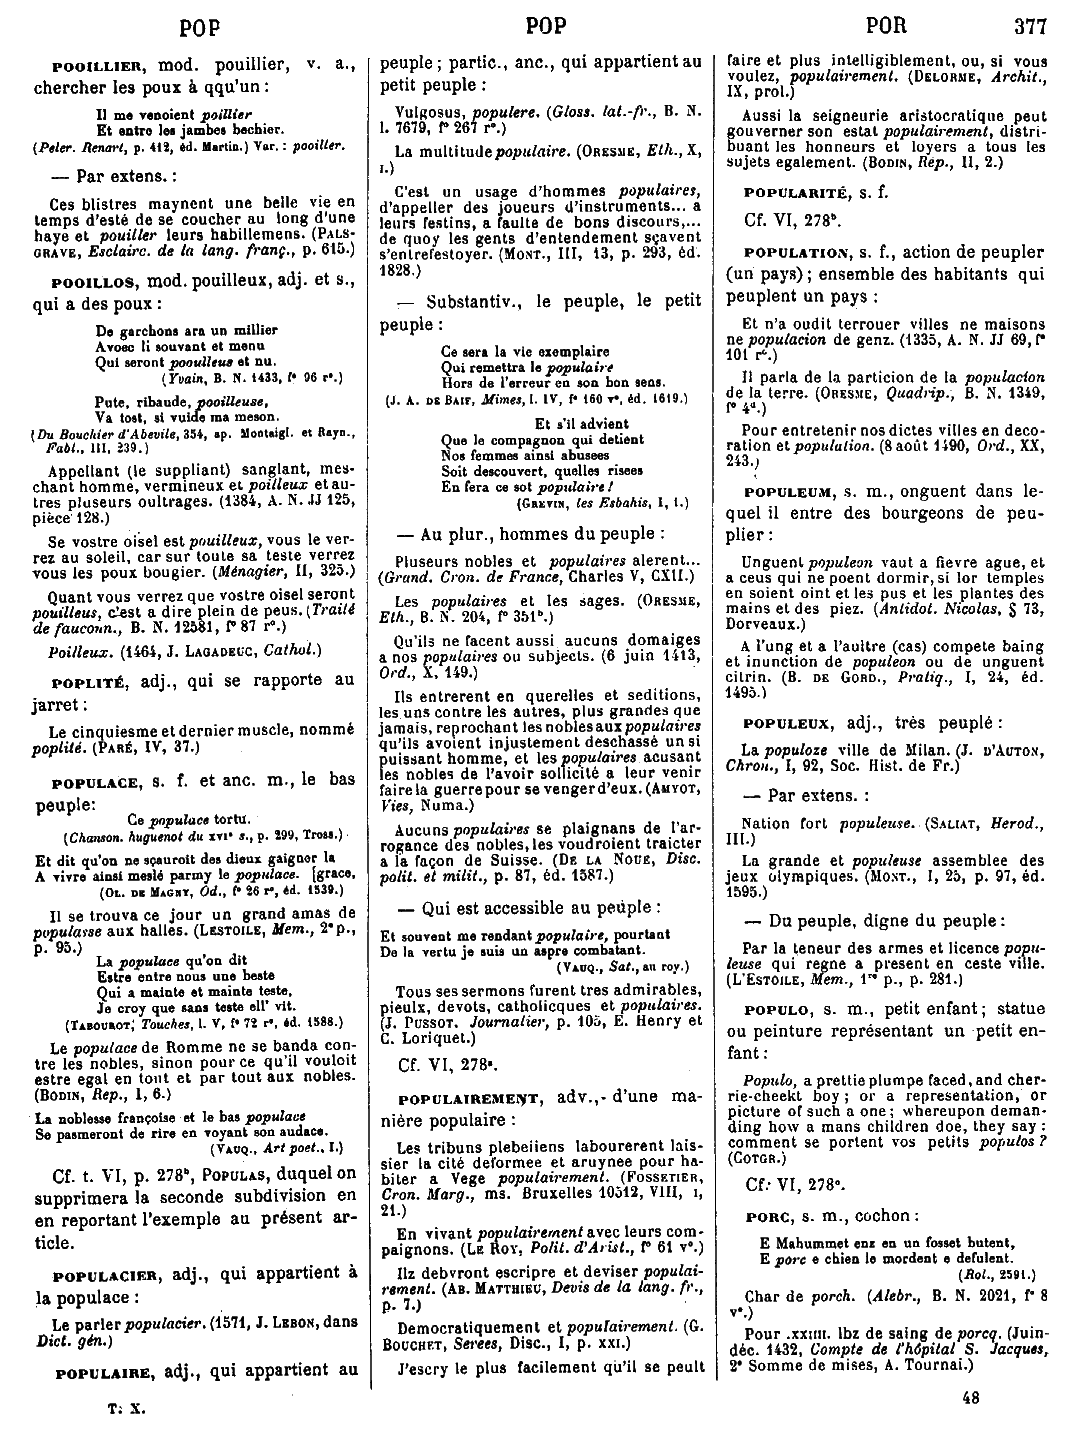 POP
POP
POR
377
POOILLIER, mod. pouillier, v. a.,
chercher les poux à qqu'un :
Il me venoient poillier
Et entre les jambes bechier.
(Peler. Renart, p. 412, éd. Martin.) Var. : pooiller.
— Par extens. :
Ces blistres maynent une belle vie en
temps d'esté de se coucher au long d'une
haye et pouiller leurs habillemens. (PALS-
GRAVE, Esclairc. de la lang. franç., p. 615.)
POOILLOS, mod. pouilleux, adj. et s.,
qui a des poux :
De garchons ara un millier
Avoec li souvant et menu
Qui seront pooulleus et nu.
(Yvain, B. N. 1433, f° 96 r°.)
Pute, ribaude, pooilleuse,
Va tost, si vuide ma meson.
(Du Bouchier d'Abevile, 354, ap. Montaigl. et Rayn.,
Fabl., III, 239.)
Appellant (le suppliant) sanglant, mes-
chant homme, vermineux et poilleux et au-
tres pluseurs oultrages. (1384, A. N. JJ 125,
pièce 128.)
Se vostre oisel est pouilleux, vous le ver-
rez au soleil, car sur toute sa teste verrez
vous les poux bougier. (Ménagier, II, 325.)
Quant vous verrez que vostre oisel seront
pouilleus, c'est a dire plein de peus. (Traité
de fauconn., B. N. 12581, f° 87 r°.)
Poilleux. (1464, J. LAGADEUC, Cathol.)
POPLITÉ, adj., qui se rapporte au
jarret :
Le cinquiesme et dernier muscle, nommé
poplité. (PARÉ, IV, 37.)
POPULACE, s. f. et anc. m., le bas
peuple:
Ce populace tortu.
(Chanson. huguenot du XVI° s., p. 299, Tross.)
Et dit qu'on ne sçauroit des dieux gaigner la
A vivre ainsi meslé parmy le populace. [grace,
(OL. DE MAGNY, Od., f° 26 r°, éd. 1539.)
Il se trouva ce jour un grand amas de
populasse aux halles. (LESTOILE, Mem., 2° p.,
p. 95.)
La populace qu'on dit
Estre entre nous une beste
Qui a mainte et mainte teste,
Je croy que sans teste ell' vit.
(TABOUROT, Touches, l. V, f° 72 r°, éd. 1588.)
Le populace de Romme ne se banda con-
tre les nobles, sinon pour ce qu'il vouloit
estre egal en tout et par tout aux nobles.
(BODIN, Rep., I, 6.)
La noblesse françoise et le bas populace
Se pasmeront de rire en voyant son audace.
(VAUQ., Art poet., I.)
Cf. t. VI, p. 278ᵇ, POPULAS, duquel on
supprimera la seconde subdivision en
en reportant l'exemple au présent ar-
ticle.
POPULACIER, adj., qui appartient à
la populace :
Le parler populacier. (1571, J. LEBON, dans
Dict. gén.)
POPULAIRE, adj., qui appartient au
T. X.
peuple ; partic., anc., qui appartient au
petit peuple :
Vulgosus, populere. (Gloss. lat.-fr., B. N.
l. 7679, f° 267 r°.)
La multitude populaire. (ORESME, Eth., X,
I.)
C'est un usage d'hommes populaires,
d'appeller des joueurs d'instruments... a
leurs festins, a faulte de bons discours,...
de quoy les gents d'entendement sçavent
s'entrefestoyer. (MONT., III, 13, p. 293, éd.
1828.)
— Substantiv., le peuple, le petit
peuple :
Ce sera la vie exemplaire
Qui remettra le populaire
Hors de l'erreur en son bon sens.
(J. A. DE BAIF, Mimes, l. IV, f° 160 v°, éd. 1619.)
Et s'il advient
Que le compagnon qui detient
Nos femmes ainsi abusees
Soit descouvert, quelles risees
En fera ce sot populaire !
(GREVIN, les Esbahis, I, 1.)
— Au plur., hommes du peuple :
Pluseurs nobles et populaires alerent...
(Grand. Cron. de France, Charles V, CXII.)
Les populaires et les sages. (ORESME,
Eth., B. N. 204, f° 351ᵇ.)
Qu'ils ne facent aussi aucuns domaiges
a nos populaires ou subjects. (6 juin 1413,
Ord., X, 149.)
Ils entrerent en querelles et seditions,
les uns contre les autres, plus grandes que
jamais, reprochant les nobles aux populaires
qu'ils avoient injustement deschassé un si
puissant homme, et les populaires acusant
les nobles de l'avoir sollicité a leur venir
faire la guerre pour se venger d'eux. (AMYOT,
Vies, Numa.)
Aucuns populaires se plaignans de l'ar-
rogance des nobles, les voudroient traicter
a la façon de Suisse. (DE LA NOUE, Disc.
polit. et milit., p. 87, éd. 1587.)
— Qui est accessible au peuple :
Et souvent me rendant populaire, pourtant
De la vertu je suis un aspre combatant.
(VAUQ., Sat., au roy.)
Tous ses sermons furent tres admirables,
pieulx, devots, catholicques et populaires.
(J. PUSSOT. Journalier, p. 105, E. Henry et
C. Loriquet.)
Cf. VI, 278ᵃ.
POPULAIREMENT, adv., d'une ma-
nière populaire :
Les tribuns plebeiiens labourerent lais-
sier la cité deformee et aruynee pour ha-
biter a Vege populairement. (FOSSETIER,
Cron. Marg., ms. Bruxelles 10512, VIII, I,
21.)
En vivant populairement avec leurs com-
paignons. (LE ROY, Polit. d'Arist., f° 61 v°.)
Ilz debvront escripre et deviser populai-
rement. (AB. MATTHIEU, Devis de la lang. fr.,
p. 7.)
Democratiquement et populairement. (G.
BOUCHET, Serees, Disc., I, p. XXI.)
J'escry le plus facilement qu'il se peult
faire et plus intelligiblement, ou, si vous
voulez, populairement. (DELORME, Archit.,
IX, prol.)
Aussi la seigneurie aristocratique peut
gouverner son estat populairement, distri-
buant les honneurs et loyers a tous les
sujets egalement. (BODIN, Rep., II, 2.)
POPULARITÉ, s. f.
Cf. VI, 278ᵇ.
POPULATION, s. f., action de peupler
(un pays) ; ensemble des habitants qui
peuplent un pays :
Et n'a oudit terrouer villes ne maisons
ne populacion de genz. (1335, A. N. JJ 69, f°
101 r°.)
Il parla de la particion de la populacion
de la terre. (ORESME, Quadrip., B. N. 1349,
f° 4ᵈ.)
Pour entretenir nos dictes villes en deco-
ration et population. (8 août 1490, Ord., XX,
243.)
POPULEUM, s. m., onguent dans le-
quel il entre des bourgeons de peu-
plier :
Unguent populeon vaut a fievre ague, et
a ceus qui ne poent dormir, si lor temples
en soient oint et les pus et les plantes des
mains et des piez. (Antidot. Nicolas, § 73,
Dorveaux.)
A l'ung et a l'aultre (cas) compete baing
et inunction de populeon ou de unguent
citrin. (B. DE GORD., Pratiq., I, 24, éd.
1495.)
POPULEUX, adj., très peuplé :
La populoze ville de Milan. (J. D'AUTON,
Chron., I, 92, Soc. Hist. de Fr.)
— Par extens. :
Nation fort populeuse. (SALIAT, Herod.,
III.)
La grande et populeuse assemblee des
jeux olympiques. (MONT., I, 25, p. 97, éd.
1595.)
— Du peuple, digne du peuple :
Par la teneur des armes et licence popu-
leuse qui regne a present en ceste ville.
(L'ESTOILE, Mem., 1ʳᵉ p., p. 281.)
POPULO, s. m., petit enfant ; statue
ou peinture représentant un petit en-
fant :
Populo, a prettie plumpe faced, and cher-
rie-cheekt boy ; or a representation, or
picture of such a one ; whereupon deman-
ding how a mans children doe, they say :
comment se portent vos petits populos ?
(COTGR.)
Cf. VI, 278ᵃ.
PORC, s. m., cochon :
E Mahummet enz en un fosset butent,
E porc e chien le mordent e defulent.
(Rol., 2591.)
Char de porch. (Alebr., B. N. 2021, f° 8
v°.)
Pour .XXIIII. lbz de saing de porcq. (Juin-
déc. 1432, Compte de l'hôpital S. Jacques,
2° Somme de mises, A. Tournai.)
48